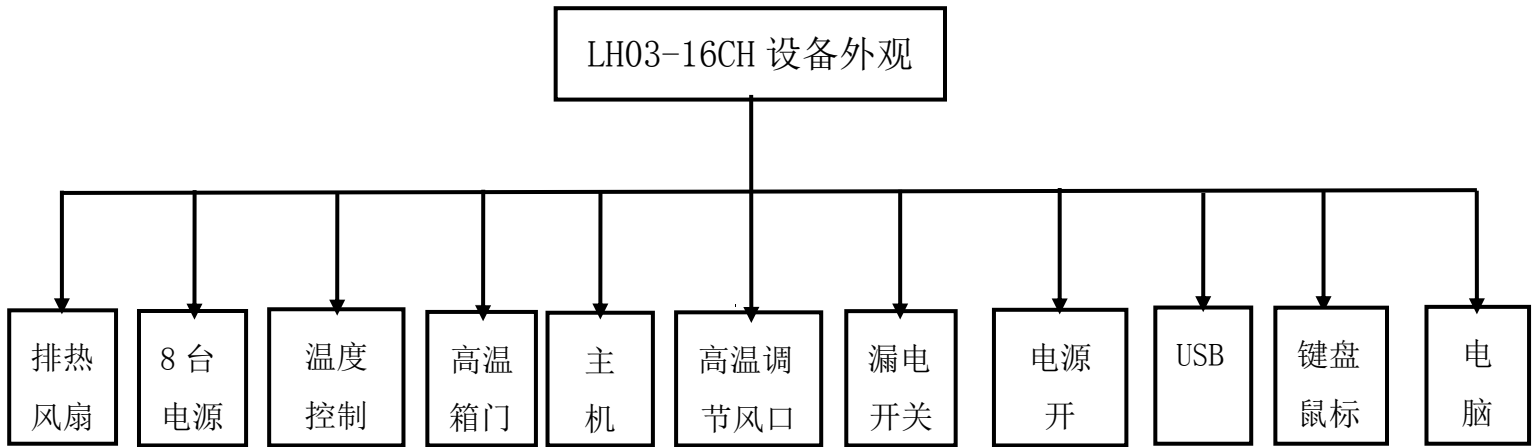 LH03-16CH 设备外观
排热
风扇
8 台
电源
温度
控制
高温
箱门
主
机
高温调
节风口
漏电
开关
电源
开
USB
键盘
鼠标
电
脑